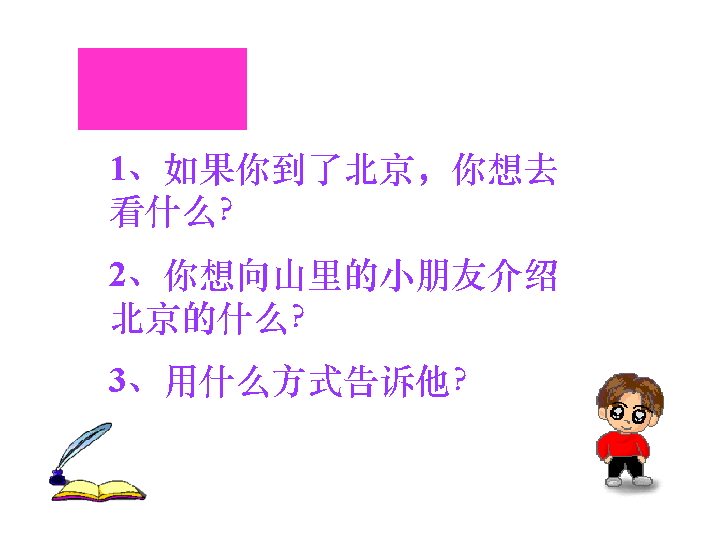 1、如果你到了北京，你想去
看什么?
2、你想向山里的小朋友介绍
北京的什么?
3、用什么方式告诉他?